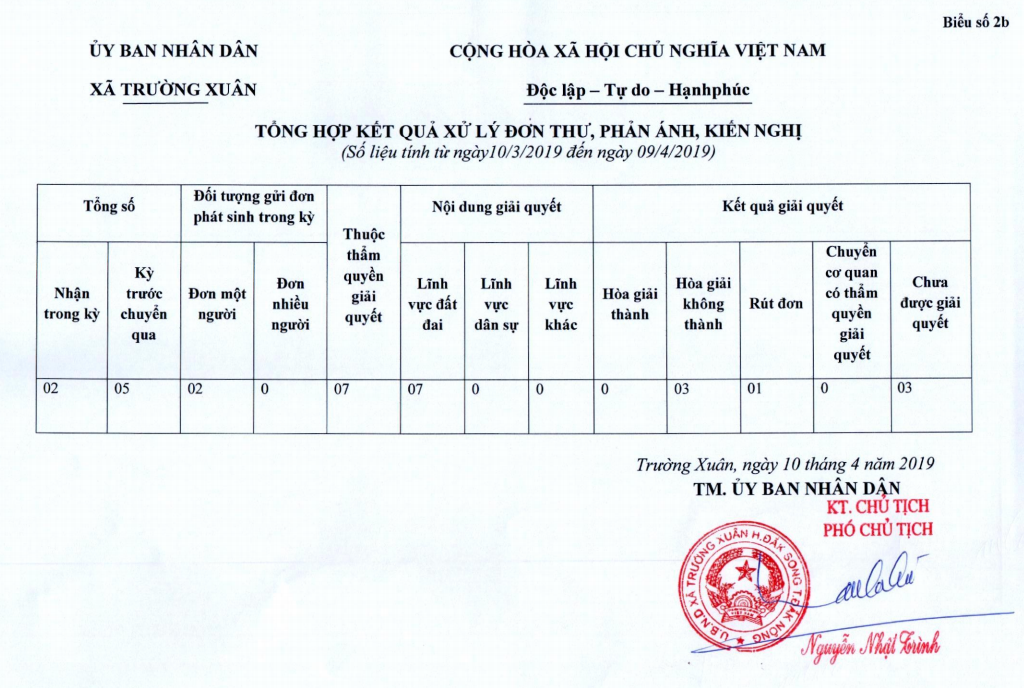 Biểu số 2b
ỦY BAN NHÂN DÂN
XÃ TRƯỜNG XUÂN
CỘNG HÒA XÃ HỘI CHỦ NGHĨA VIỆT NAM
Độc lập – Tự do – Hạnhphúc
TỔNG HỢP KẾT QUẢ XỬ LÝ ĐƠN THƯ, PHẢN ÁNH, KIẾN NGHỊ
(Số liệu tính từ ngày10/3/2019 đến ngày 09/4/2019)
Tổng số
Đối tượng gửi đơn
phát sinh trong kỳ
Thuộc
thẩm
quyền
giải
quyết
Nội dung giải quyết
Kết quả giải quyết
Nhận
trong kỳ
Kỳ
trước
chuyển
qua
Đơn một
người
Đơn
nhiều
người
Lĩnh
vực đất
đai
Lĩnh
vực
dân sự
Lĩnh
vực
khác
Hòa giải
thành
Hòa giải
không
thành
Rút đơn
Chuyển
cơ quan
có thẩm
quyền
giải
quyết
Chưa
được giải
quyết
02 05 02 0 07 07 0 0 0 03 01 0 03
Trường Xuân, ngày 10 tháng 4 năm 2019
TM. ỦY BAN NHÂN DÂN
KT. CHỦ TỊCH
PHÓ CHỦ TỊCH
U.B.N.D XÃ TRƯỜNG XUÂN H.ĐĂK SONG T.ĐĂK NÔNG
Nguyễn Nhật Trình